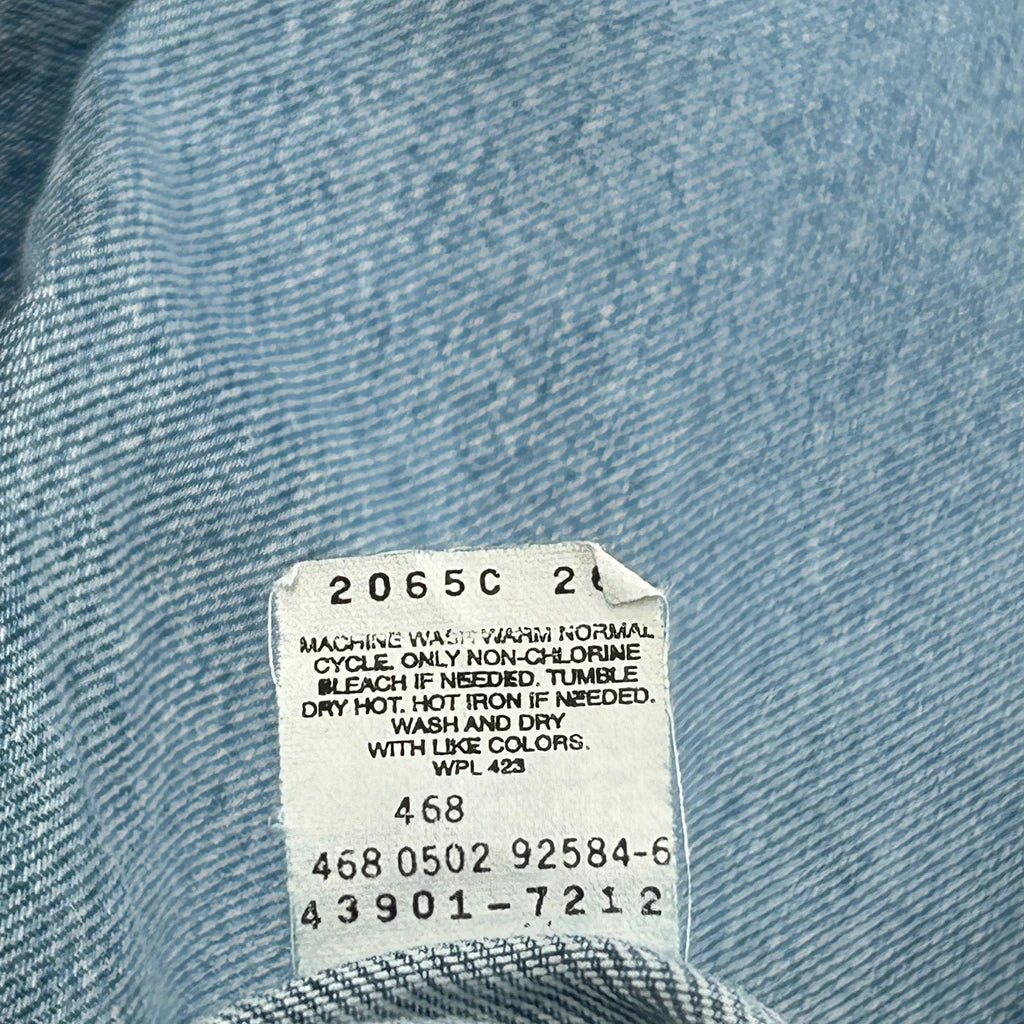 2065C 2
MACHINE WASH WARM NORMAL
CYCLE. ONLY NON-CHLORINE
BLEACH IF NEEDED. TUMBLE
DRY HOT. HOT IRON IF NEEDED.
WASH AND DRY
WITH LIKE COLORS.
WPL 423
468
468 0502 92584-6
43901-7212